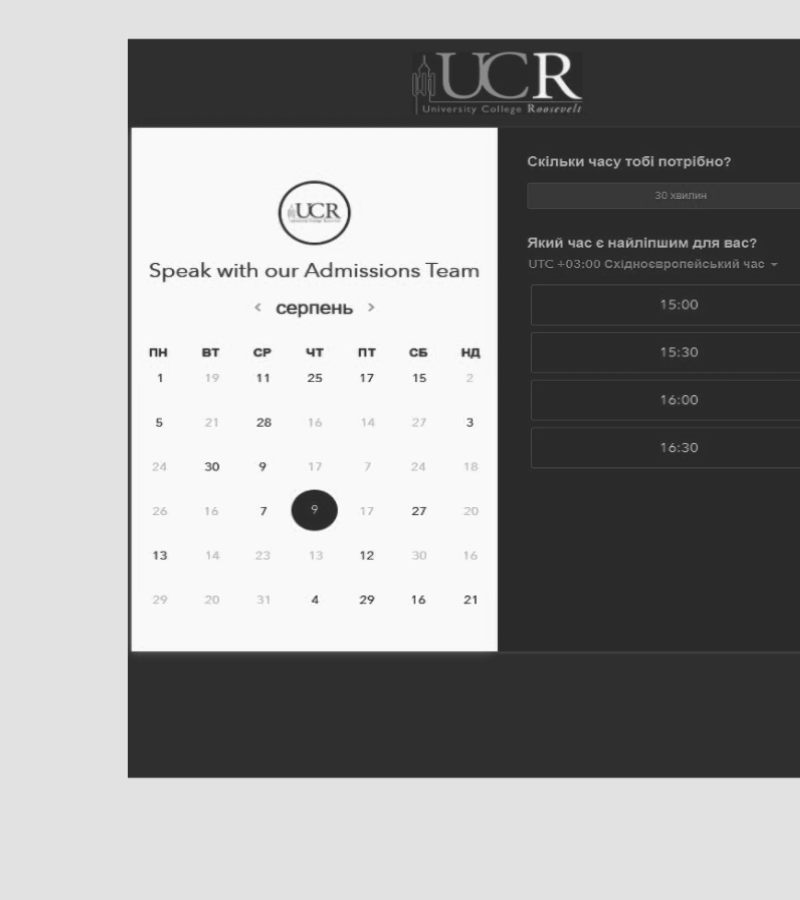 UCR
University College Roosevelt
UCR
Speak with our Admissions Team
‹ серпень ›
ПН ВТ СР ЧТ ПТ СБ НД
1 19 11 25 17 15 2
5 21 28 16 14 27 3
24 30 9 17 7 24 18
26 16 7 9 17 27 20
13 14 23 13 12 30 16
29 20 31 4 29 16 21
Скільки часу тобі потрібно?
30 хвилин
Який час є найліпшим для вас?
UTC +03:00 Східноєвропейський час
15:00
15:30
16:00
16:30